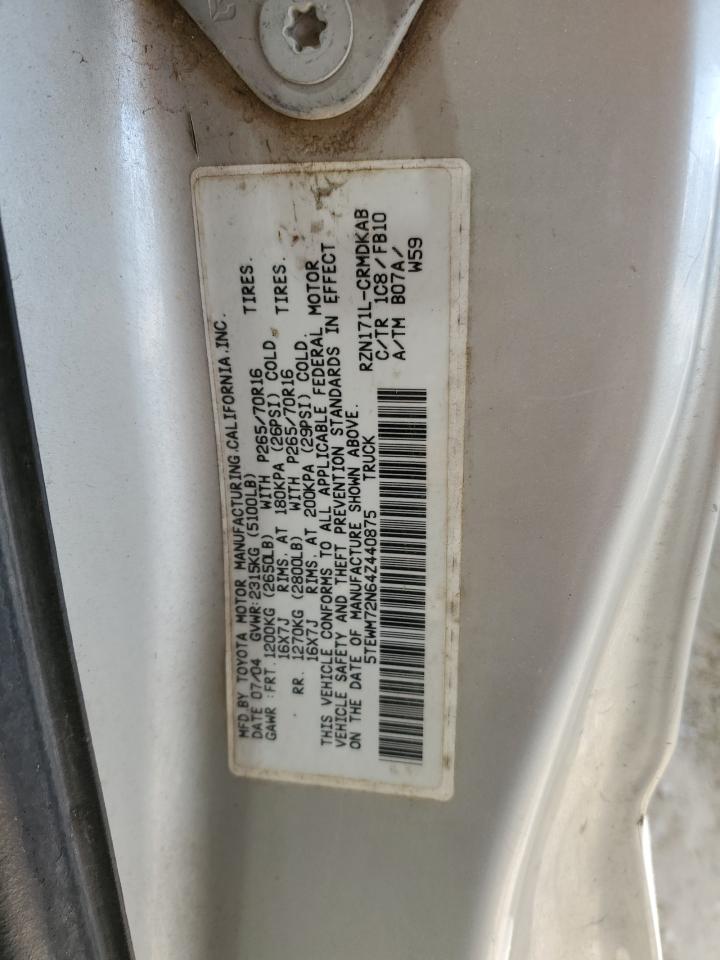 MFD.BY TOYOTA MOTOR MANUFACTURING.CALIFORNIA.INC.
DATE 07/04 GVWR:2315KG (5100LB)
GAWR :FRT.1200KG (2650LB) WITH P265/70R16 TIRES.
16X7J RIMS. AT 180KPA (26PSI) COLD.
RR. 1270KG (2800LB) WITH P265/70R16 TIRES.
16X7J RIMS. AT 200KPA (29PSI) COLD.
THIS VEHICLE CONFORMS TO ALL APPLICABLE FEDERAL MOTOR
VEHICLE SAFETY AND THEFT PREVENTION STANDARDS IN EFFECT
ON THE DATE OF MANUFACTURE SHOWN ABOVE.
5TEWM72N64Z440875 TRUCK
RZN171L-CRMDKAB
C/TR 1C8/FB10
A/TM B07A/
W59